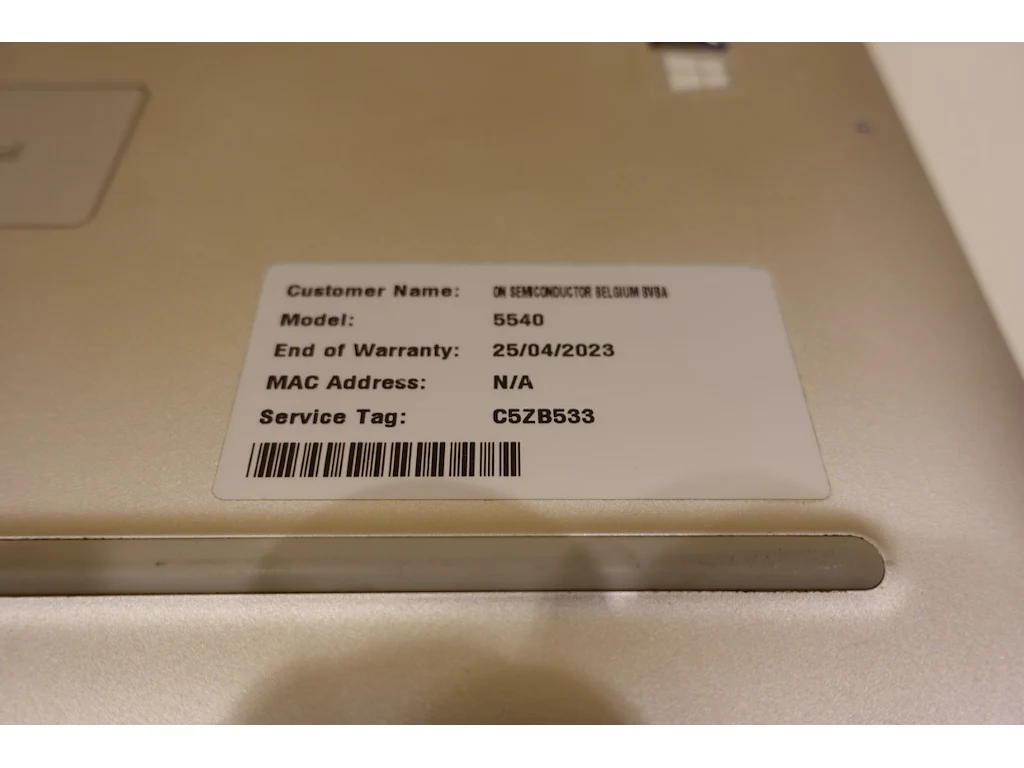 Customer Name: ON SEMICONDUCTOR BELGIUM BVBA
Model: 5540
End of Warranty: 25/04/2023
MAC Address: N/A
Service Tag: C5ZB533